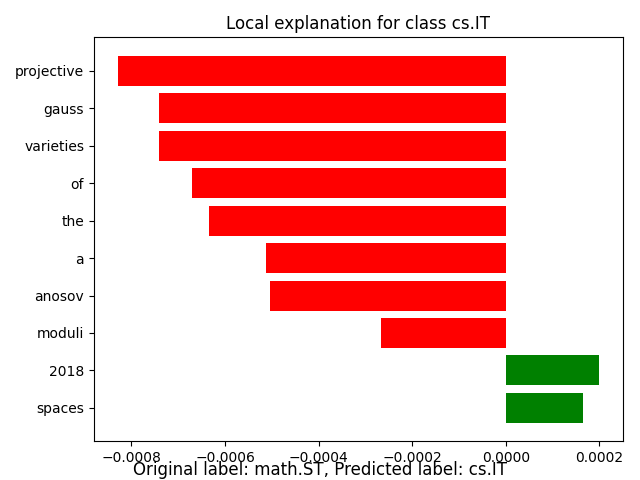 Local explanation for class cs.IT
projective
gauss
varieties
of
the
a
anosov
moduli
2018
spaces
−0.0008 −0.0006 −0.0004 −0.0002 0.0000 0.0002
Original label: math.ST, Predicted label: cs.IT